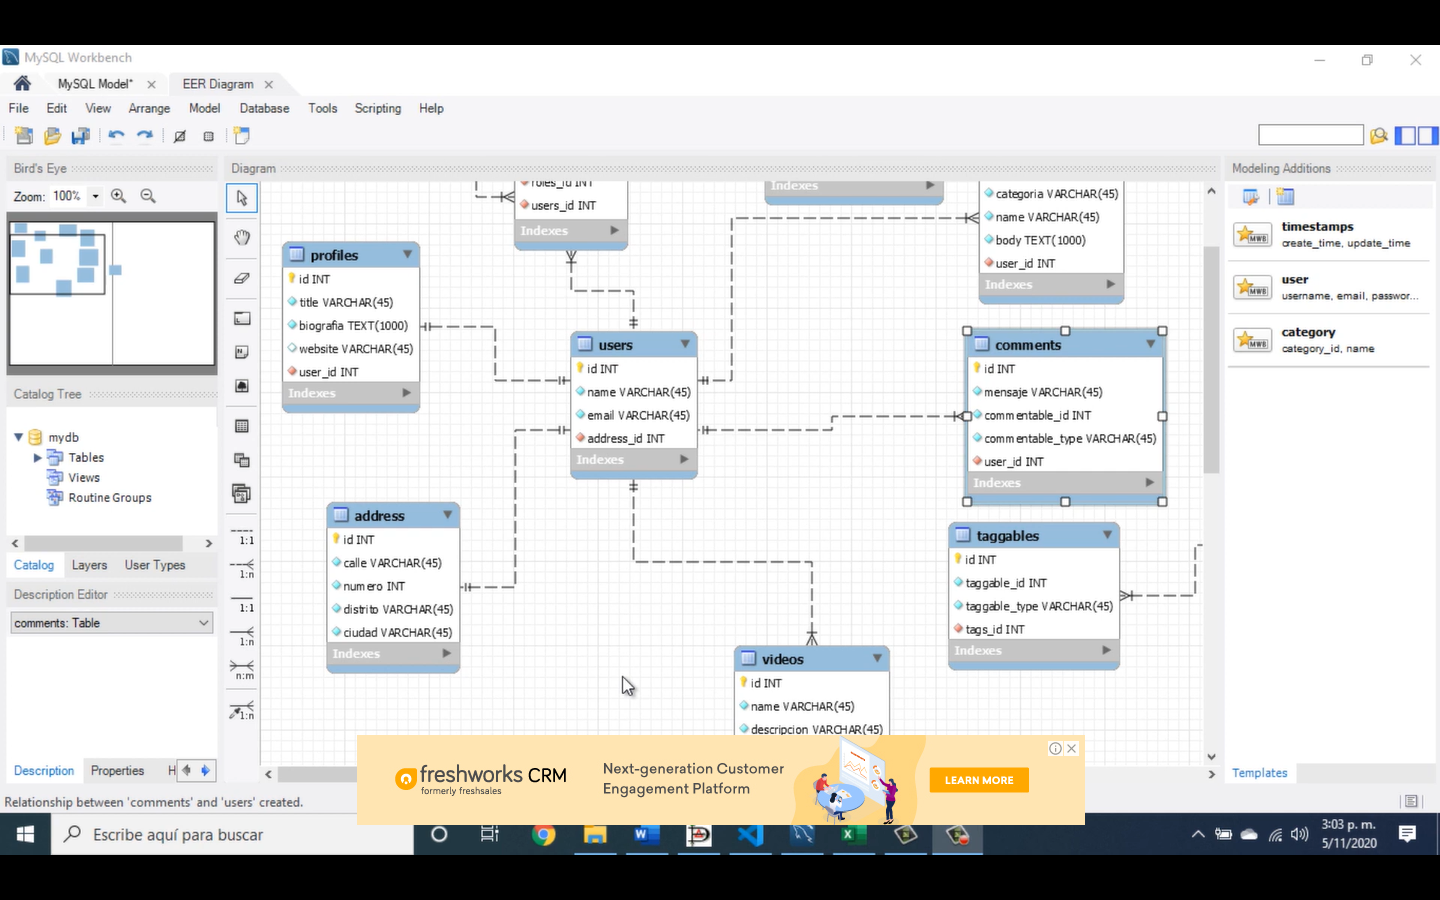 MySQL Workbench
MySQL Model*
EER Diagram
File Edit View Arrange Model Database Tools Scripting Help
Bird's Eye
Zoom: 100%
Catalog Tree
mydb
Tables
Views
Routine Groups
Catalog Layers User Types
Description Editor
comments: Table
Description Properties H
Diagram
1:1
1:n
1:1
1:n
n:m
1:n
roles_id INT
users_id INT
Indexes
Indexes
categoria VARCHAR(45)
name VARCHAR(45)
body TEXT(1000)
user_id INT
Indexes
profiles
id INT
title VARCHAR(45)
biografia TEXT(1000)
website VARCHAR(45)
user_id INT
Indexes
users
id INT
name VARCHAR(45)
email VARCHAR(45)
address_id INT
Indexes
comments
id INT
mensaje VARCHAR(45)
commentable_id INT
commentable_type VARCHAR(45)
user_id INT
Indexes
address
id INT
calle VARCHAR(45)
numero INT
distrito VARCHAR(45)
ciudad VARCHAR(45)
Indexes
taggables
id INT
taggable_id INT
taggable_type VARCHAR(45)
tags_id INT
Indexes
videos
id INT
name VARCHAR(45)
descripcion VARCHAR(45)
Modeling Additions
timestamps
create_time, update_time
user
username, email, passwor...
category
category_id, name
Templates
freshworks CRM
formerly freshsales
Next-generation Customer
Engagement Platform
LEARN MORE
Relationship between 'comments' and 'users' created.
Escribe aquí para buscar
3:03 p. m.
5/11/2020